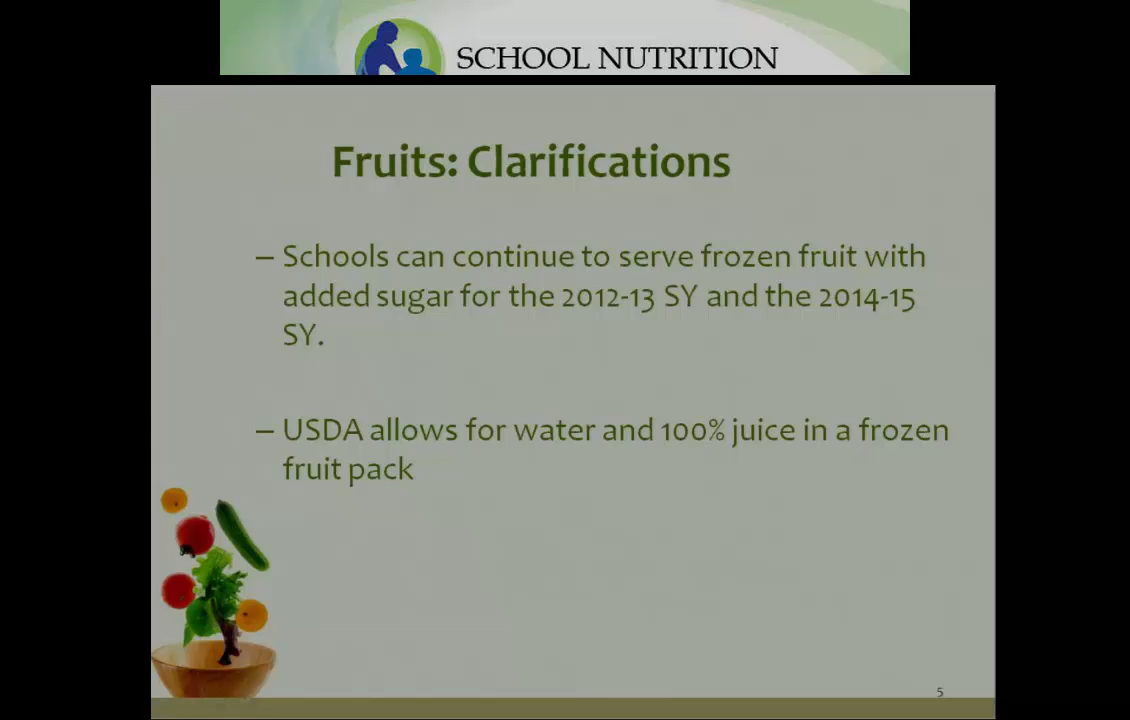 SCHOOL NUTRITION
Fruits: Clarifications
– Schools can continue to serve frozen fruit with
added sugar for the 2012-13 SY and the 2014-15
SY.
– USDA allows for water and 100% juice in a frozen
fruit pack
5